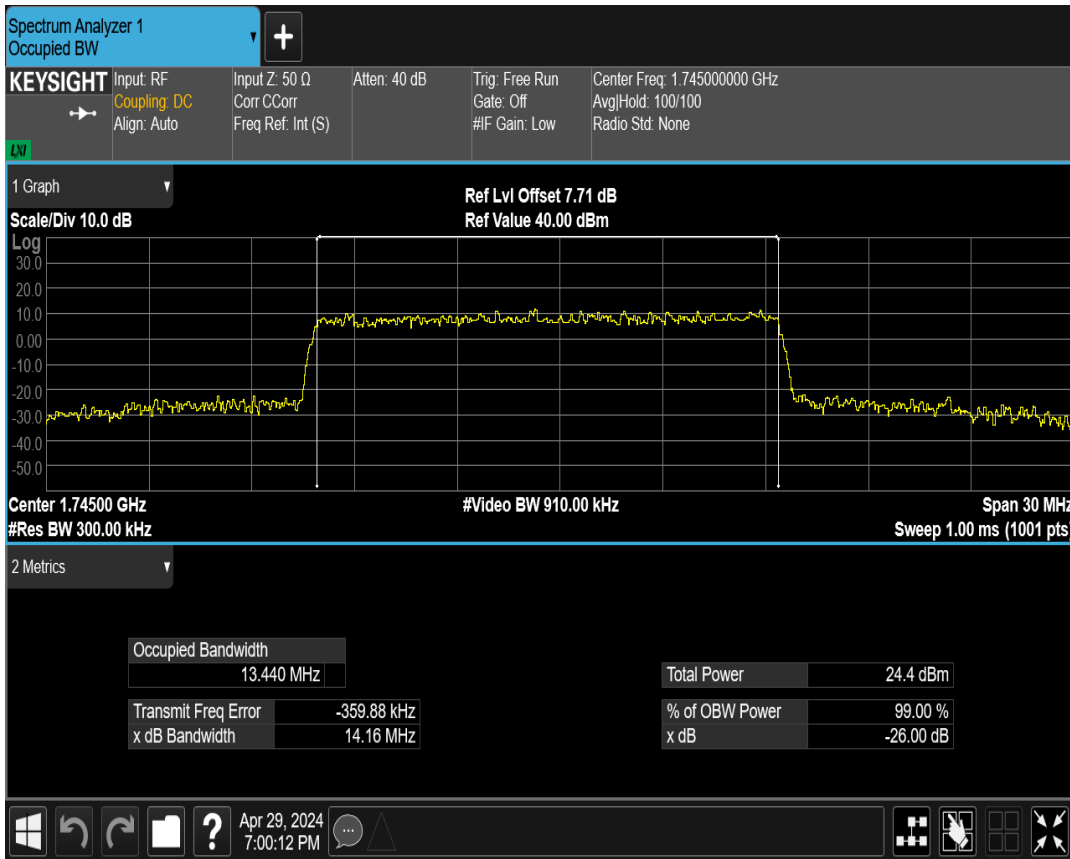 Spectrum Analyzer 1
Occupied BW
KEYSIGHT
LXI
Input: RF
Coupling: DC
Align: Auto
Input Z: 50 Ω
Corr CCorr
Freq Ref: Int (S)
Atten: 40 dB
Trig: Free Run
Gate: Off
#IF Gain: Low
Center Freq: 1.745000000 GHz
Avg|Hold: 100/100
Radio Std: None
1 Graph
Scale/Div 10.0 dB
Ref Lvl Offset 7.71 dB
Ref Value 40.00 dBm
Log
30.0
20.0
10.0
0.00
-10.0
-20.0
-30.0
-40.0
-50.0
Center 1.74500 GHz
#Video BW 910.00 kHz
Span 30 MHz
#Res BW 300.00 kHz
Sweep 1.00 ms (1001 pts)
2 Metrics
Occupied Bandwidth
13.440 MHz
Total Power 24.4 dBm
Transmit Freq Error -359.88 kHz
% of OBW Power 99.00 %
x dB Bandwidth 14.16 MHz
x dB -26.00 dB
?
Apr 29, 2024
7:00:12 PM